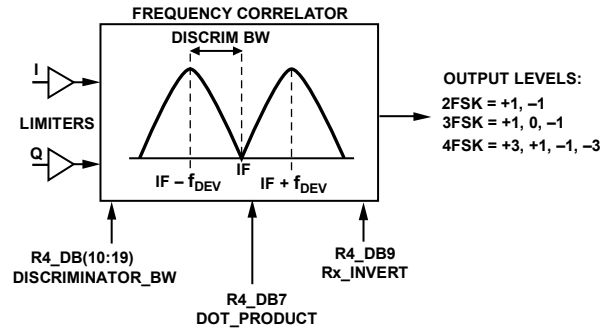 FREQUENCY CORRELATOR
DISCRIM BW
I
LIMITERS
Q
IF
IF – fDEV
IF + fDEV
OUTPUT LEVELS:
2FSK = +1, –1
3FSK = +1, 0, –1
4FSK = +3, +1, –1, –3
R4_DB(10:19)
DISCRIMINATOR_BW
R4_DB7
DOT_PRODUCT
R4_DB9
Rx_INVERT